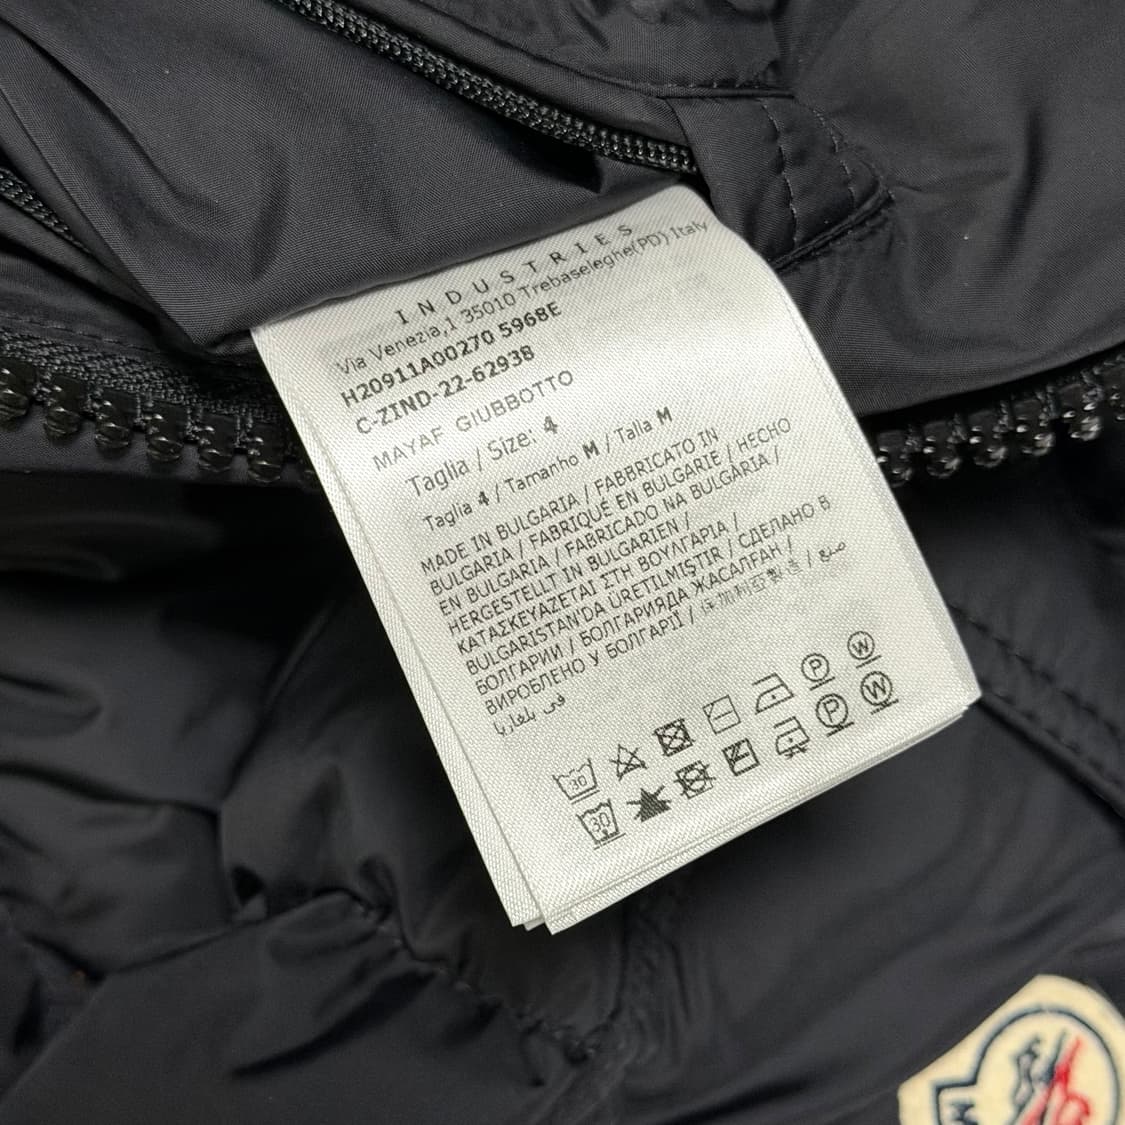 INDUSTRIES
Via Venezia,1 35010 Trebaseleghe(PD) Italy
H20911A00270 5968E
C-ZIND-22-62938
MAYAF GIUBBOTTO
Taglia / Size: 4
Taglia 4 / Tamanho M / Talla M
MADE IN BULGARIA / FABBRICATO IN
BULGARIA / FABRIQUÉ EN BULGARIE / HECHO
EN BULGARIA / FABRICADO NA BULGÁRIA /
HERGESTELLT IN BULGARIEN /
ΚΑΤΑΣΚΕΥΑΖΕΤΑΙ ΣΤΗ ΒΟΥΛΓΑΡΙΑ /
BULGARISTAN'DA ÜRETILMIŞTIR / СДЕЛАНО В
БОЛГАРИИ / БОЛГАРИЯДА ЖАСАЛҒАН /
ВИРОБЛЕНО У БОЛГАРІЇ / 保加利亚製造 / صنع
في بلغاريا
30 P W
30 P W
M